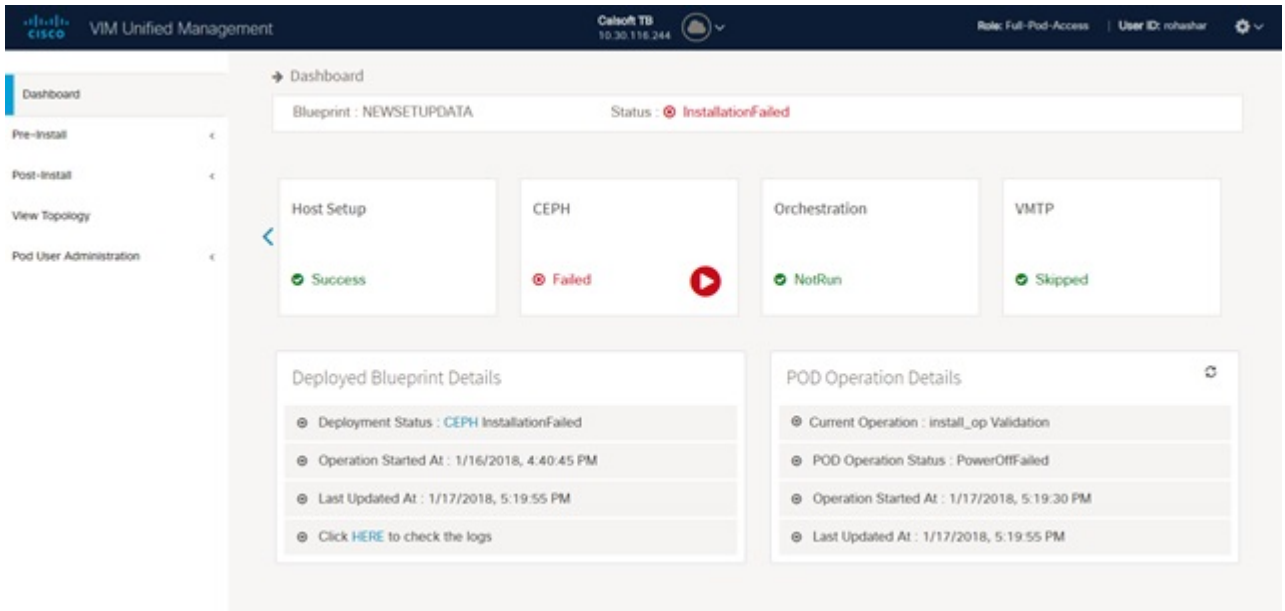 CISCO VIM Unified Management
Calsoft TB
10.30.116.244
Role: Full-Pod-Access | User ID: rohashar
Dashboard
Pre-Install
Post-Install
View Topology
Pod User Administration
Dashboard
Blueprint : NEWSETUPDATA Status : InstallationFailed
Host Setup
Success
CEPH
Failed
Orchestration
NotRun
VMTP
Skipped
Deployed Blueprint Details
Deployment Status : CEPH InstallationFailed
Operation Started At : 1/16/2018, 4:40:45 PM
Last Updated At : 1/17/2018, 5:19:55 PM
Click HERE to check the logs
POD Operation Details
Current Operation : install_op Validation
POD Operation Status : PowerOffFailed
Operation Started At : 1/17/2018, 5:19:30 PM
Last Updated At : 1/17/2018, 5:19:55 PM